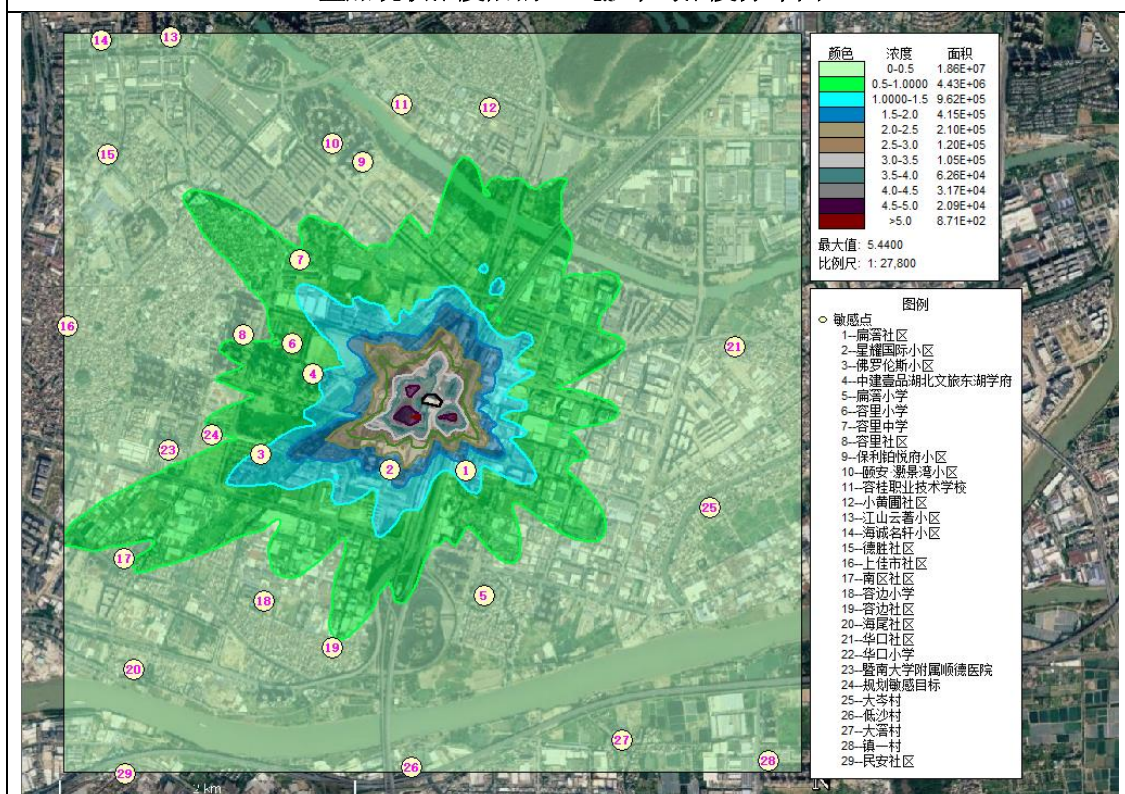 颜色 浓度 面积
0-0.5 1.86E+07
0.5-1.0000 4.43E+06
1.0000-1.5 9.62E+05
1.5-2.0 4.15E+05
2.0-2.5 2.10E+05
2.5-3.0 1.20E+05
3.0-3.5 1.05E+05
3.5-4.0 6.26E+04
4.0-4.5 3.17E+04
4.5-5.0 2.09E+04
>5.0 8.71E+02
最大值: 5.4400
比例尺: 1: 27,800
图例
敏感点
1--扁滘社区
2--星耀国际小区
3--佛罗伦斯小区
4--中建壹品湖北文旅东湖学府
5--扁滘小学
6--容里小学
7--容里中学
8--容里社区
9--保利铂悦府小区
10--颐安·灏景湾小区
11--容桂职业技术学校
12--小黄圃社区
13--江山云著小区
14--海诚名轩小区
15--德胜社区
16--上佳市社区
17--南区社区
18--容边小学
19--容边社区
20--海尾社区
21--华口社区
22--华口小学
23--暨南大学附属顺德医院
24--规划敏感目标
25--大岑村
26--低沙村
27--大滘村
28--镇一村
29--民安社区
14
13
11
12
10
9
15
7
16
8
6
21
4
24
23
3
2
1
25
17
5
18
19
20
27
26
28
29
2 km